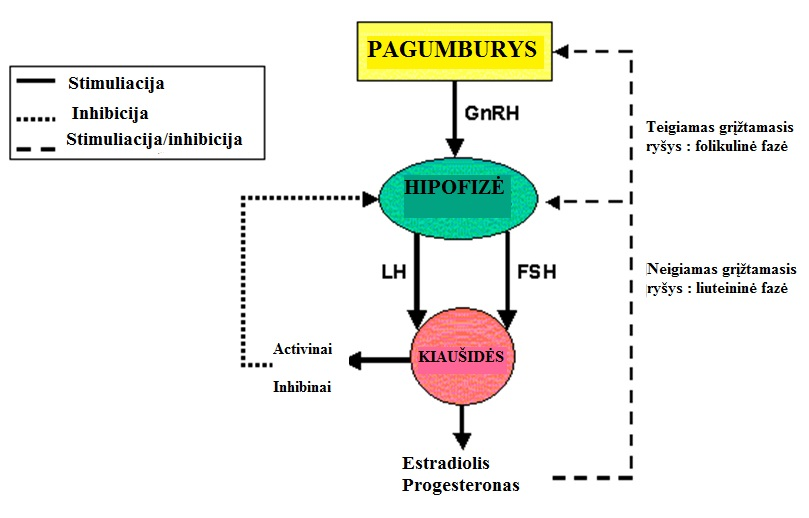 PAGUMBURYS
Stimuliacija
Inhibicija
Stimuliacija/inhibicija
GnRH
Teigiamas grįžtamasis
ryšys : folikulinė fazė
HIPOFIZĖ
LH
FSH
Neigiamas grįžtamasis
ryšys : liuteininė fazė
Activinai
Inhibinai
KIAUŠIDĖS
Estradiolis
Progesteronas